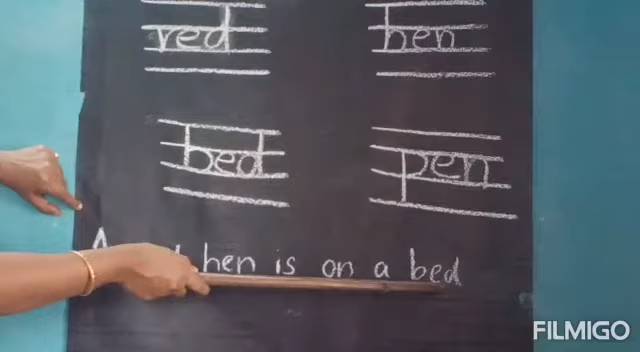 red hen
bed pen
A hen is on a bed
FILMIGO